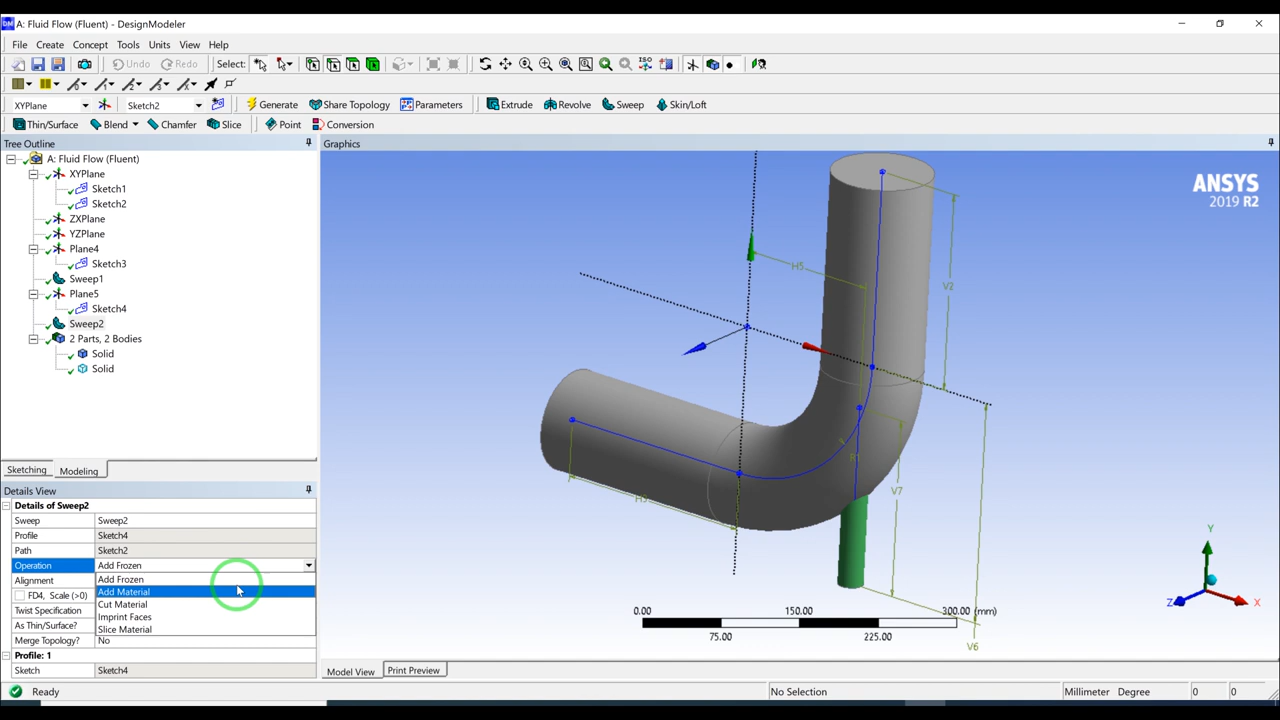 A: Fluid Flow (Fluent) - DesignModeler
File Create Concept Tools Units View Help
Undo Redo Select: ISO
XYPlane Sketch2 Generate Share Topology Parameters Extrude Revolve Sweep Skin/Loft
Thin/Surface Blend Chamfer Slice Point Conversion
Tree Outline
Graphics
A: Fluid Flow (Fluent)
XYPlane
Sketch1
Sketch2
ZXPlane
YZPlane
Plane4
Sketch3
Sweep1
Plane5
Sketch4
Sweep2
2 Parts, 2 Bodies
Solid
Solid
Sketching Modeling
Details View
Details of Sweep2
Sweep Sweep2
Profile Sketch4
Path Sketch2
Operation Add Frozen
Alignment Add Frozen
FD4, Scale (>0) Add Material
Twist Specification Cut Material
As Thin/Surface? Imprint Faces
Slice Material
Merge Topology? No
Profile: 1
Sketch Sketch4
ANSYS
2019 R2
H5
V2
V7
V6
0.00 150.00 300.00 (mm)
75.00 225.00
Y
Z X
Model View Print Preview
Ready No Selection Millimeter Degree 0 0